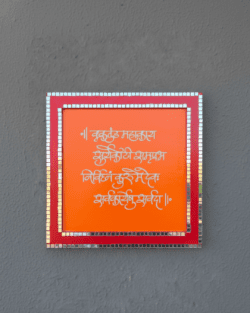 ॥ वक्रतुंड महाकाय
सूर्यकोटी समप्रभ
निर्विघ्नं कुरु मे देव
सर्वकार्येषु सर्वदा ॥